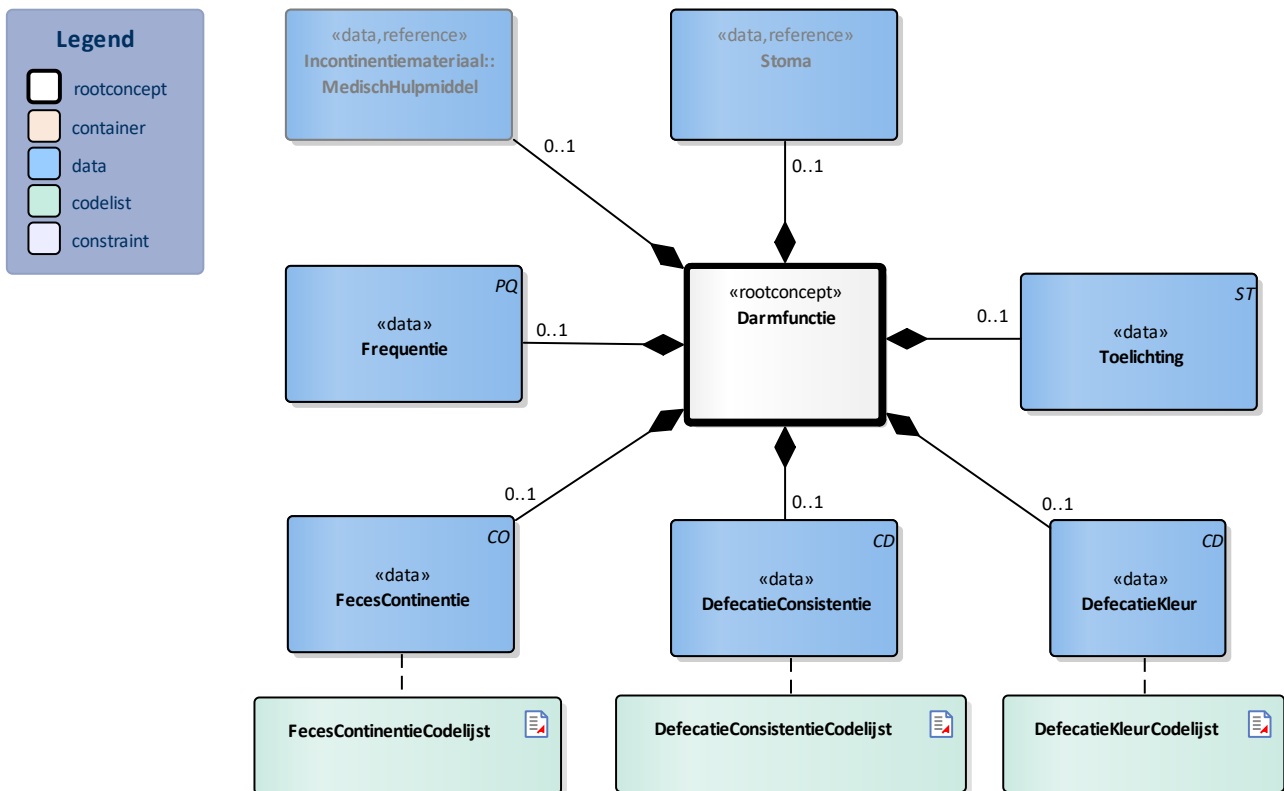 Legend
rootconcept
container
data
codelist
constraint
«data,reference»
Incontinentiemateriaal::
MedischHulpmiddel
«data,reference»
Stoma
0..1
0..1
PQ
«data»
Frequentie
0..1
«rootconcept»
Darmfunctie
0..1
ST
«data»
Toelichting
0..1
0..1
0..1
CO
«data»
FecesContinentie
CD
«data»
DefecatieConsistentie
CD
«data»
DefecatieKleur
FecesContinentieCodelijst
DefecatieConsistentieCodelijst
DefecatieKleurCodelijst